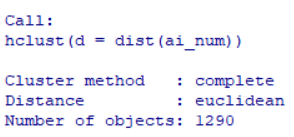 Call:
hclust(d = dist(ai_num))
Cluster method   : complete
Distance         : euclidean
Number of objects: 1290